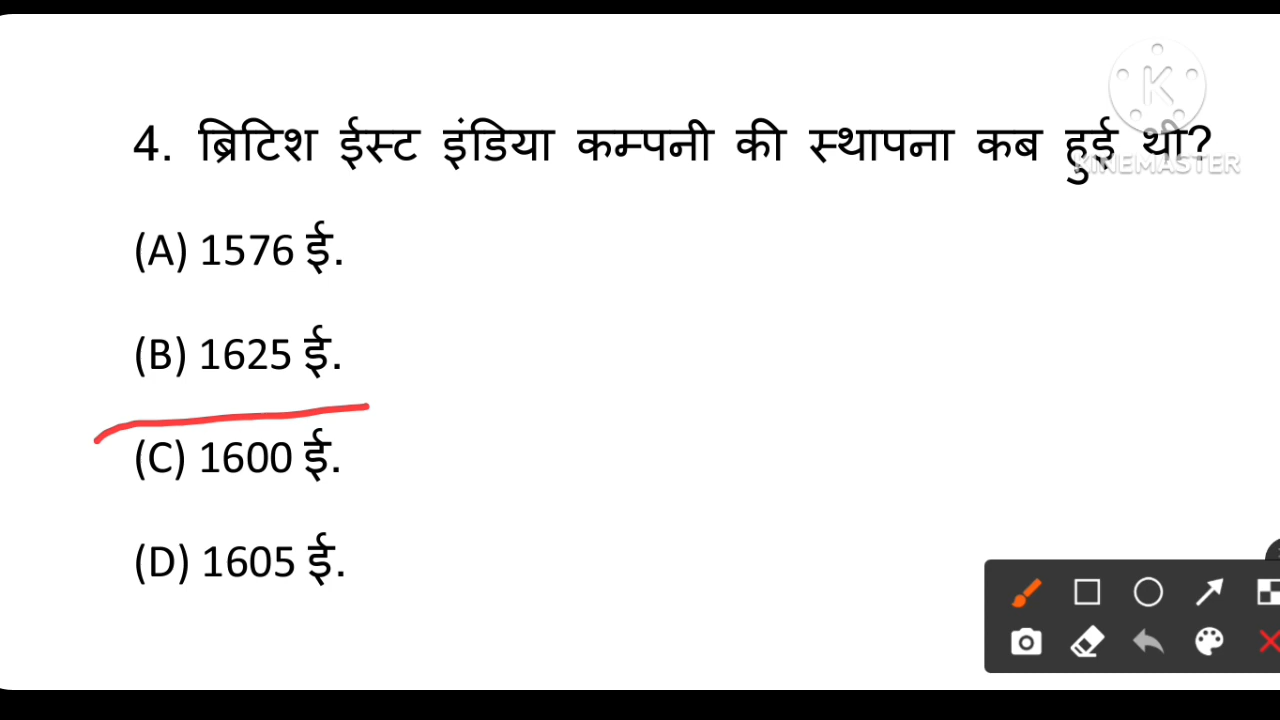 4. ब्रिटिश ईस्ट इंडिया कम्पनी की स्थापना कब हुई थी?
KINEMASTER
(A) 1576 ई.
(B) 1625 ई.
(C) 1600 ई.
(D) 1605 ई.